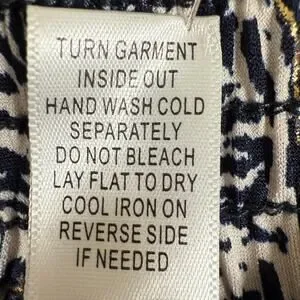 TURN GARMENT
INSIDE OUT
HAND WASH COLD
SEPARATELY
DO NOT BLEACH
LAY FLAT TO DRY
COOL IRON ON
REVERSE SIDE
IF NEEDED